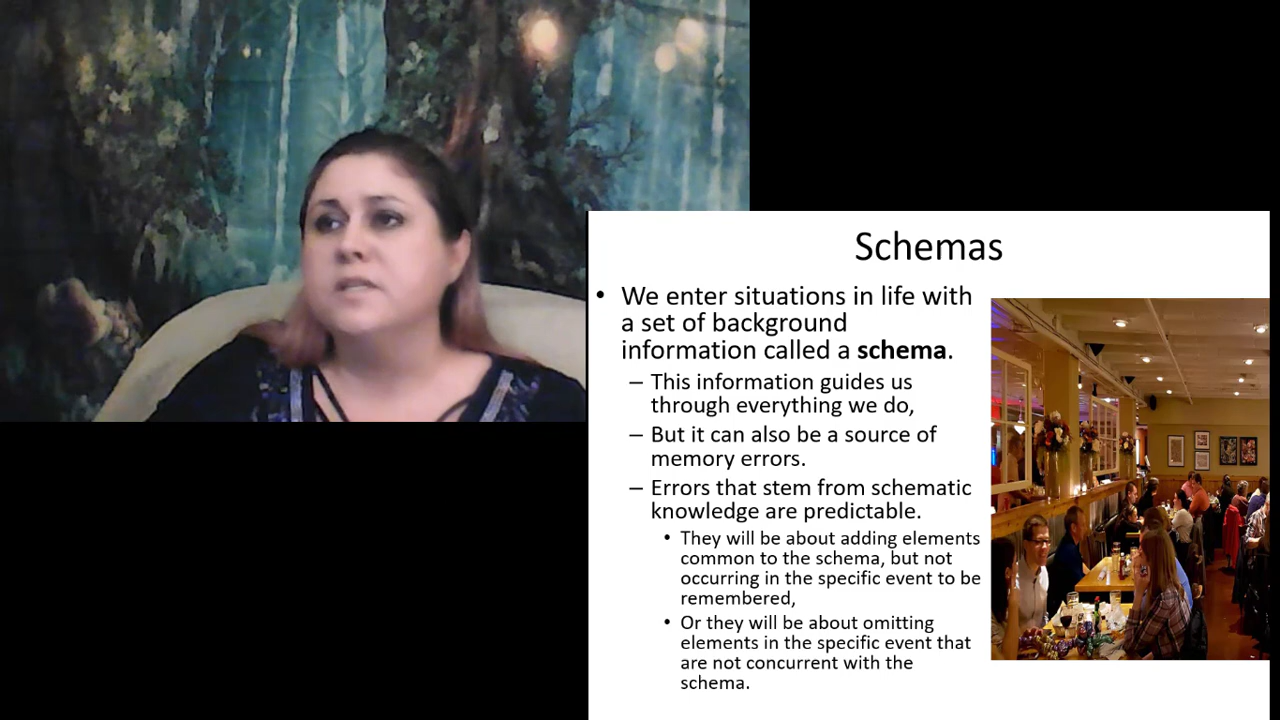 Schemas
• We enter situations in life with
a set of background
information called a schema.
– This information guides us
through everything we do,
– But it can also be a source of
memory errors.
– Errors that stem from schematic
knowledge are predictable.
• They will be about adding elements
common to the schema, but not
occurring in the specific event to be
remembered,
• Or they will be about omitting
elements in the specific event that
are not concurrent with the
schema.